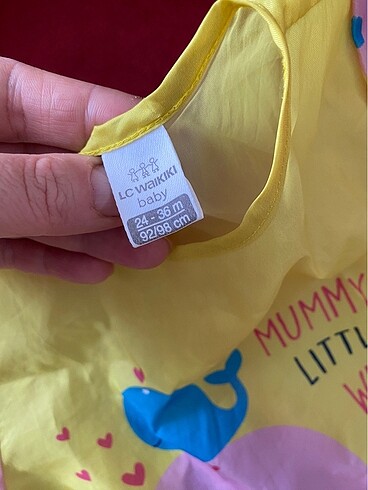 LC WAIKIKI
baby
24 - 36 m
92/98 cm
MUMMY
LITTL
W